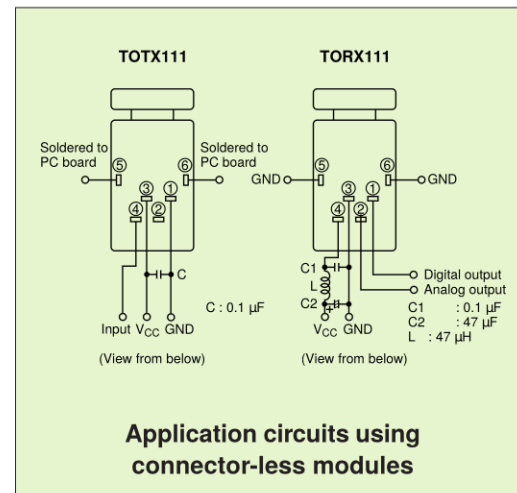 TOTX111
TORX111
Soldered to
PC board
Soldered to
PC board
⑤
⑥
③
①
④
②
C
Input VCC GND
C : 0.1 µF
(View from below)
GND
GND
⑤
⑥
③
①
④
②
C1
L
C2
+
VCC GND
Digital output
Analog output
C1 : 0.1 µF
C2 : 47 µF
L : 47 µH
(View from below)
Application circuits using
connector-less modules